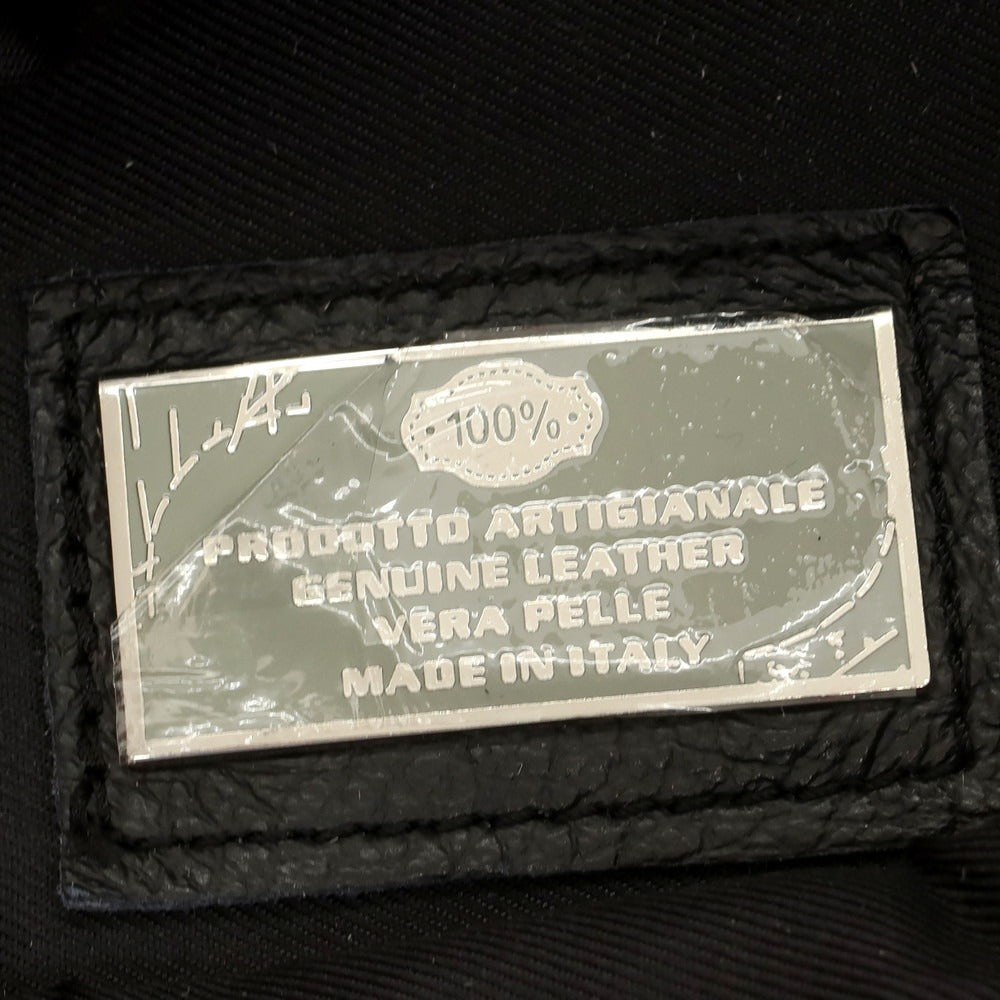 100%
PRODOTTO ARTIGIANALE
GENUINE LEATHER
VERA PELLE
MADE IN ITALY